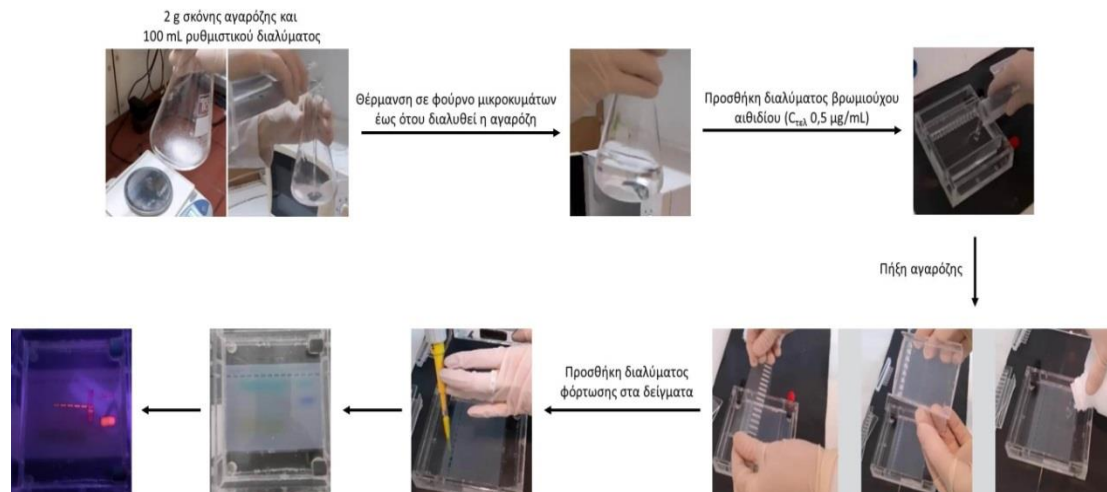 2 g σκόνης αγαρόζης και
100 mL ρυθμιστικού διαλύματος
Θέρμανση σε φούρνο μικροκυμάτων
έως ότου διαλυθεί η αγαρόζη
Προσθήκη διαλύματος βρωμιούχου
αιθιδίου (Cτελ 0,5 μg/mL)
Πήξη αγαρόζης
Προσθήκη διαλύματος
φόρτωσης στα δείγματα